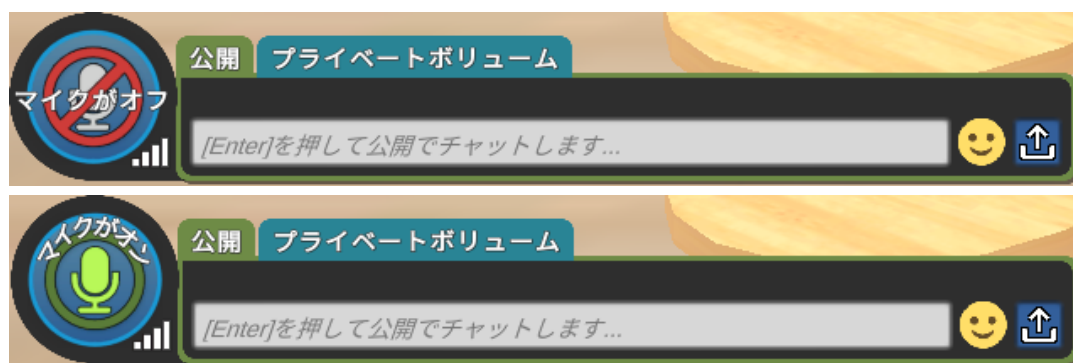 公開 プライベートボリューム
マイクがオフ
[Enter]を押して公開でチャットします...
マイクがオン
公開 プライベートボリューム
[Enter]を押して公開でチャットします...